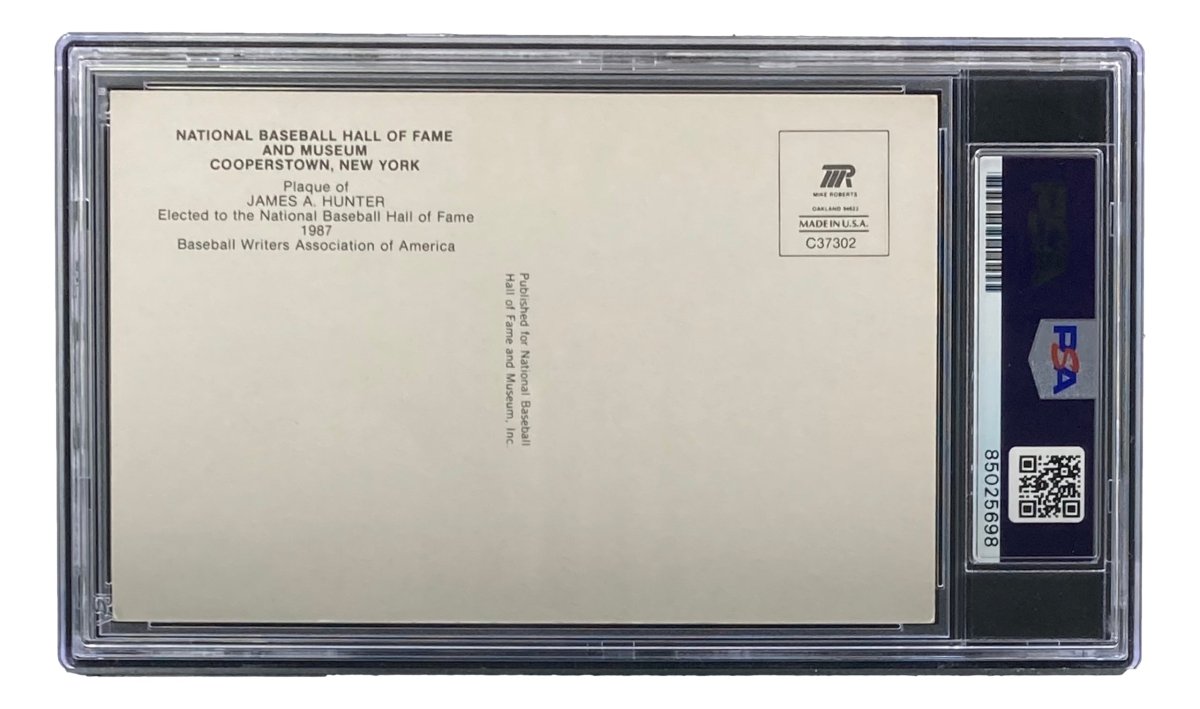 NATIONAL BASEBALL HALL OF FAME
AND MUSEUM
COOPERSTOWN, NEW YORK
Plaque of
JAMES A. HUNTER
Elected to the National Baseball Hall of Fame
1987
Baseball Writers Association of America
MR
MIKE ROBERTS
OAKLAND 94623
MADE IN U.S.A.
C37302
Published for National Baseball
Hall of Fame and Museum, Inc.
PSA
85025698
PSA